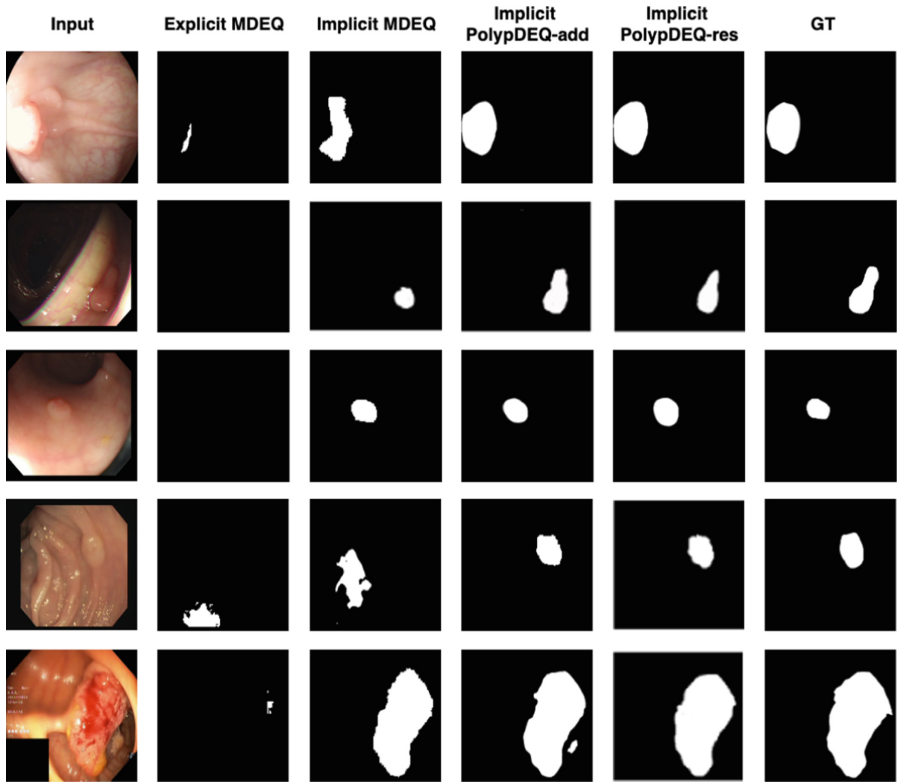 Input
Explicit MDEQ
Implicit MDEQ
Implicit
PolypDEQ-add
Implicit
PolypDEQ-res
GT